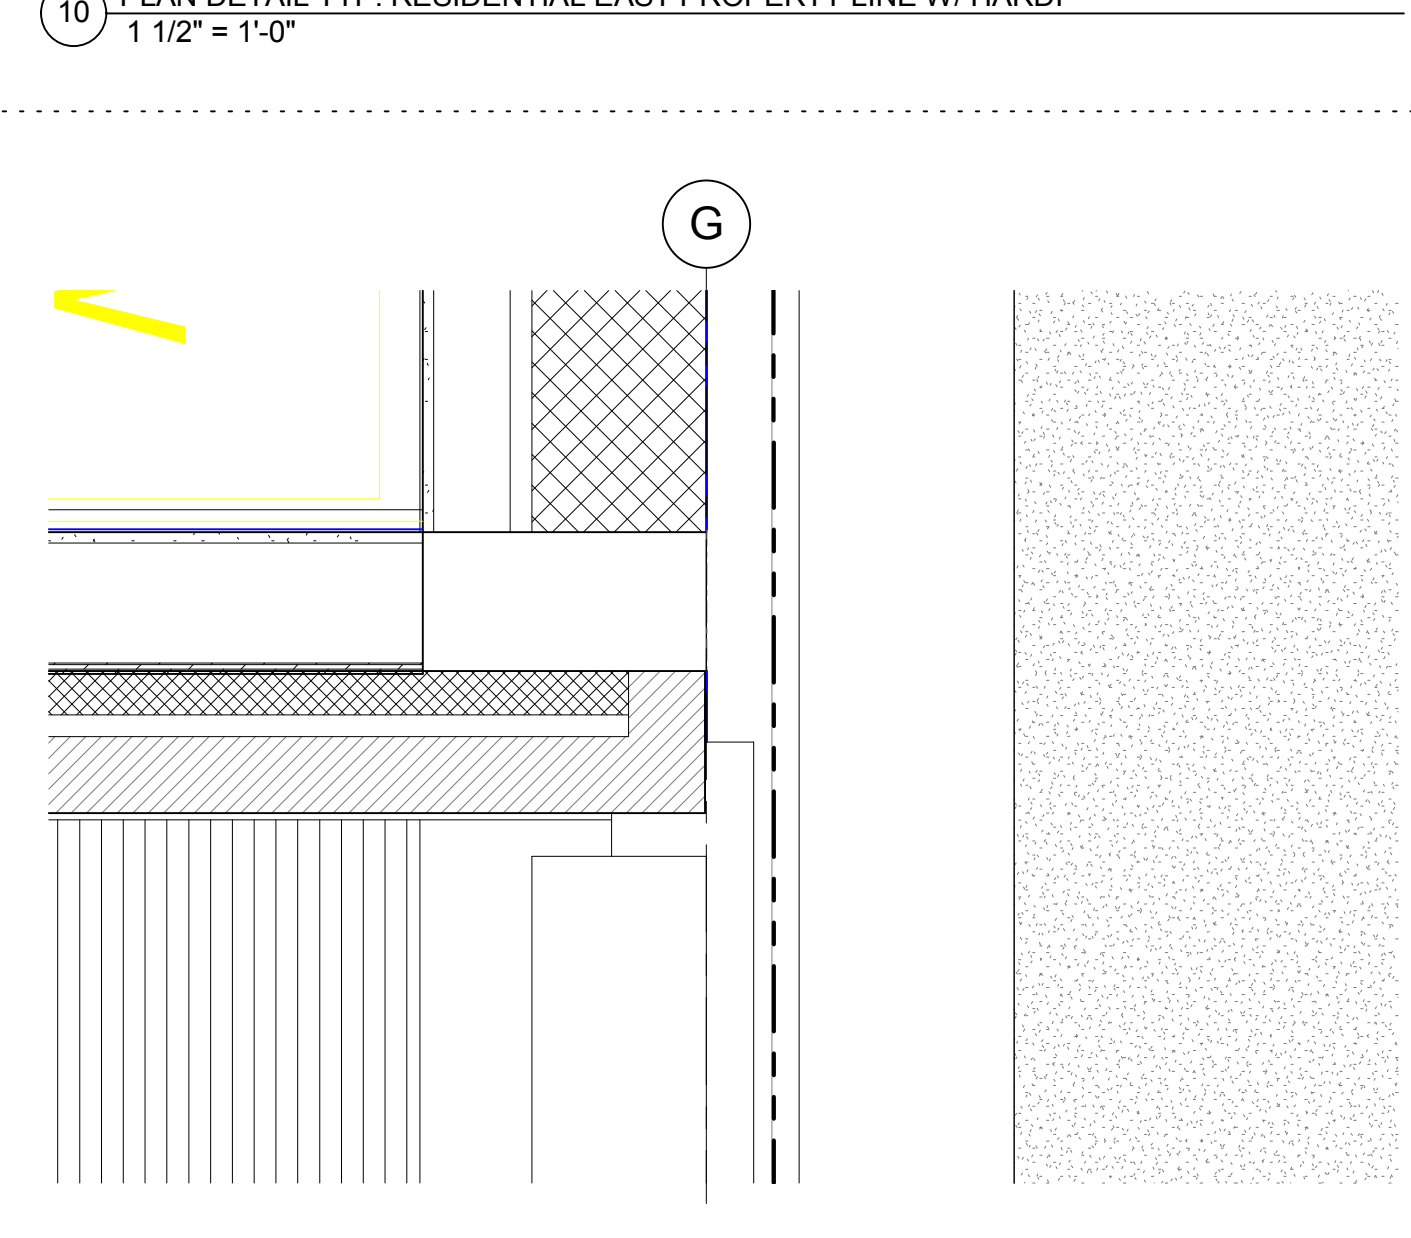 10
PLAN DETAIL TYP. RESIDENTIAL EAST PROPERTY LINE W/ HARDI
1 1/2" = 1'-0"
G